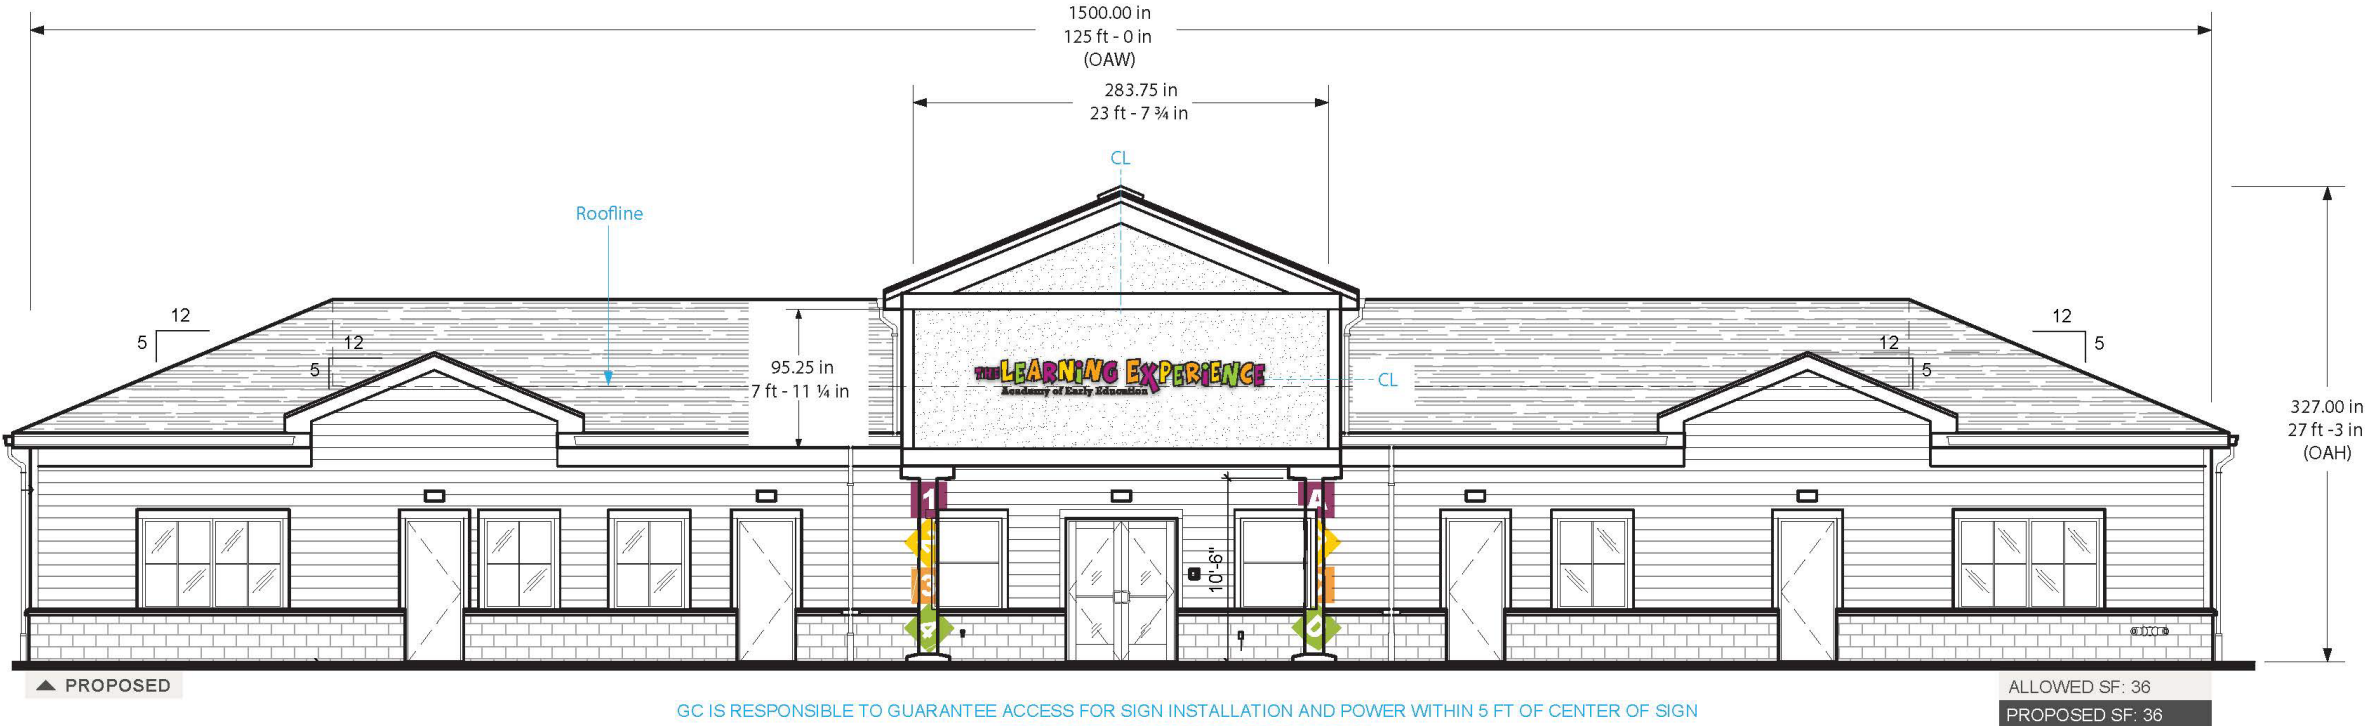 1500.00 in
125 ft - 0 in
(OAW)
283.75 in
23 ft - 7 ¾ in
CL
Roofline
12
5
12
5
95.25 in
7 ft - 11 ¼ in
THE LEARNING EXPERIENCE
Academy of Early Education
CL
12
5
12
5
327.00 in
27 ft -3 in
(OAH)
1
A
2
3
4
D
10'-6"
PROPOSED
ALLOWED SF: 36
PROPOSED SF: 36
GC IS RESPONSIBLE TO GUARANTEE ACCESS FOR SIGN INSTALLATION AND POWER WITHIN 5 FT OF CENTER OF SIGN